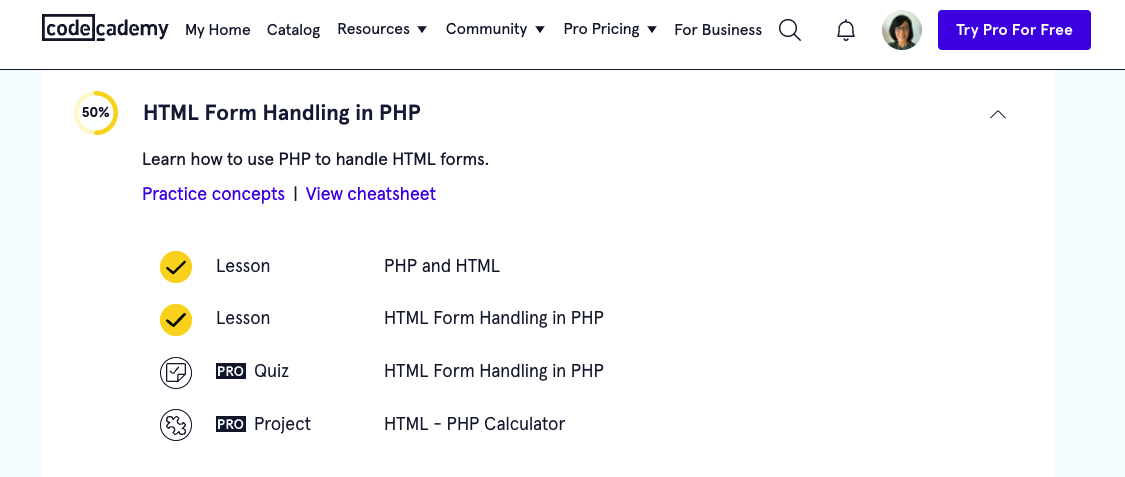 codecademy My Home Catalog Resources Community Pro Pricing For Business Try Pro For Free
50% HTML Form Handling in PHP
Learn how to use PHP to handle HTML forms.
Practice concepts | View cheatsheet
Lesson PHP and HTML
Lesson HTML Form Handling in PHP
PRO Quiz HTML Form Handling in PHP
PRO Project HTML - PHP Calculator